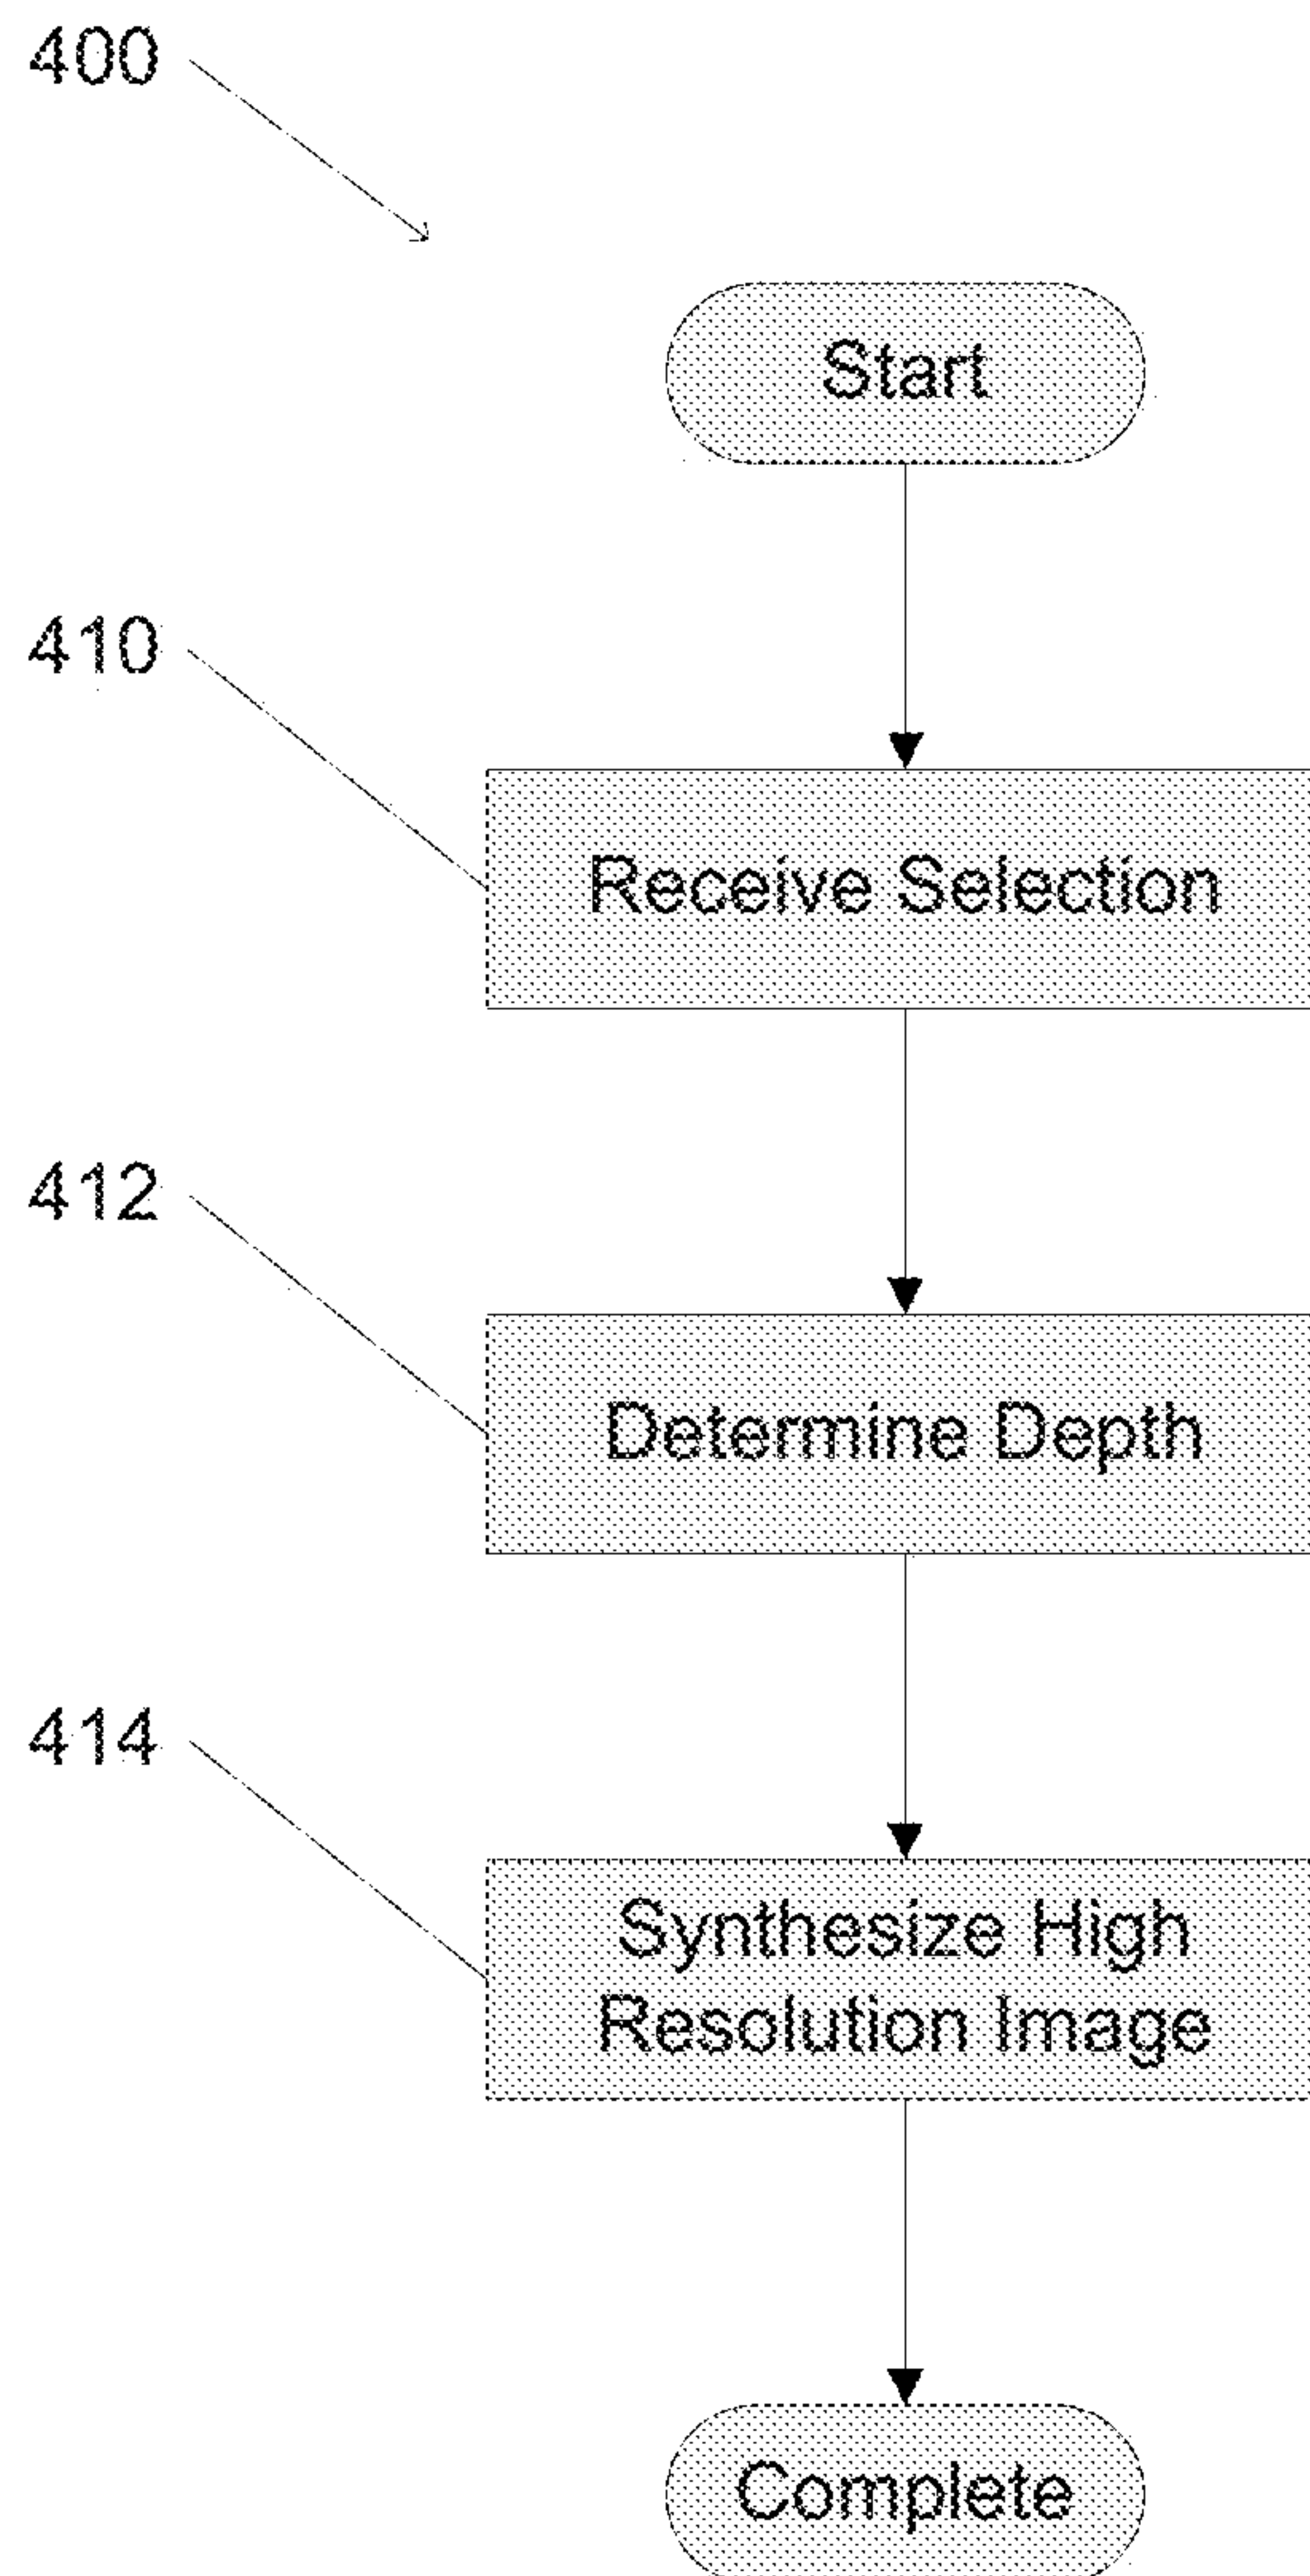 400
Start
410
Receive Selection
412
Determine Depth
414
Synthesize High
Resolution Image
Complete